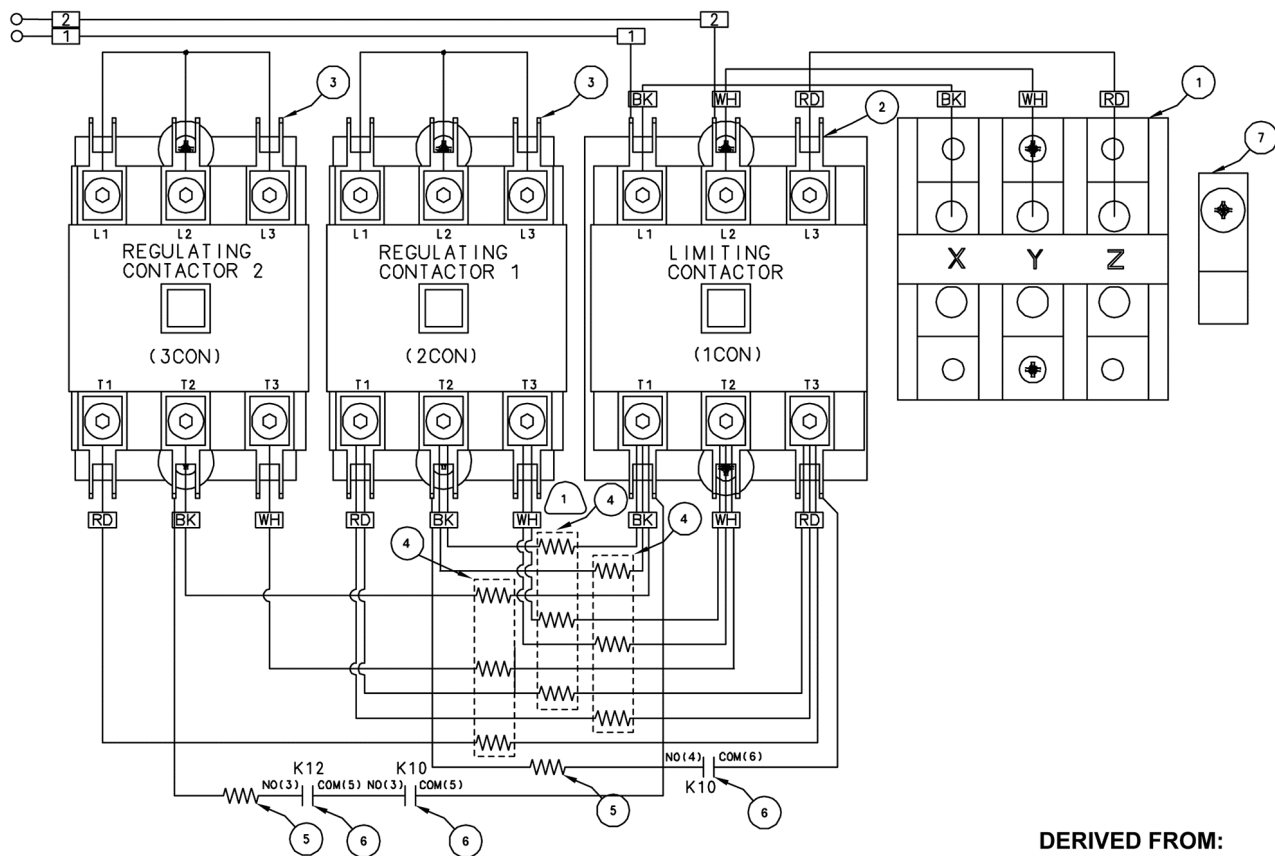 2
2
1
1
3
3
BK
WH
RD
2
BK
WH
RD
1
7
L1
L2
L3
REGULATING
CONTACTOR 2
(3CON)
T1
T2
T3
L1
L2
L3
REGULATING
CONTACTOR 1
(2CON)
T1
T2
T3
L1
L2
L3
LIMITING
CONTACTOR
(1CON)
T1
T2
T3
X
Y
Z
RD
BK
WH
RD
BK
WH
BK
WH
RD
1
4
4
4
K12
NO(3)
COM(5)
K10
NO(3)
COM(5)
NO(4)
COM(6)
K10
5
6
6
5
6
DERIVED FROM: